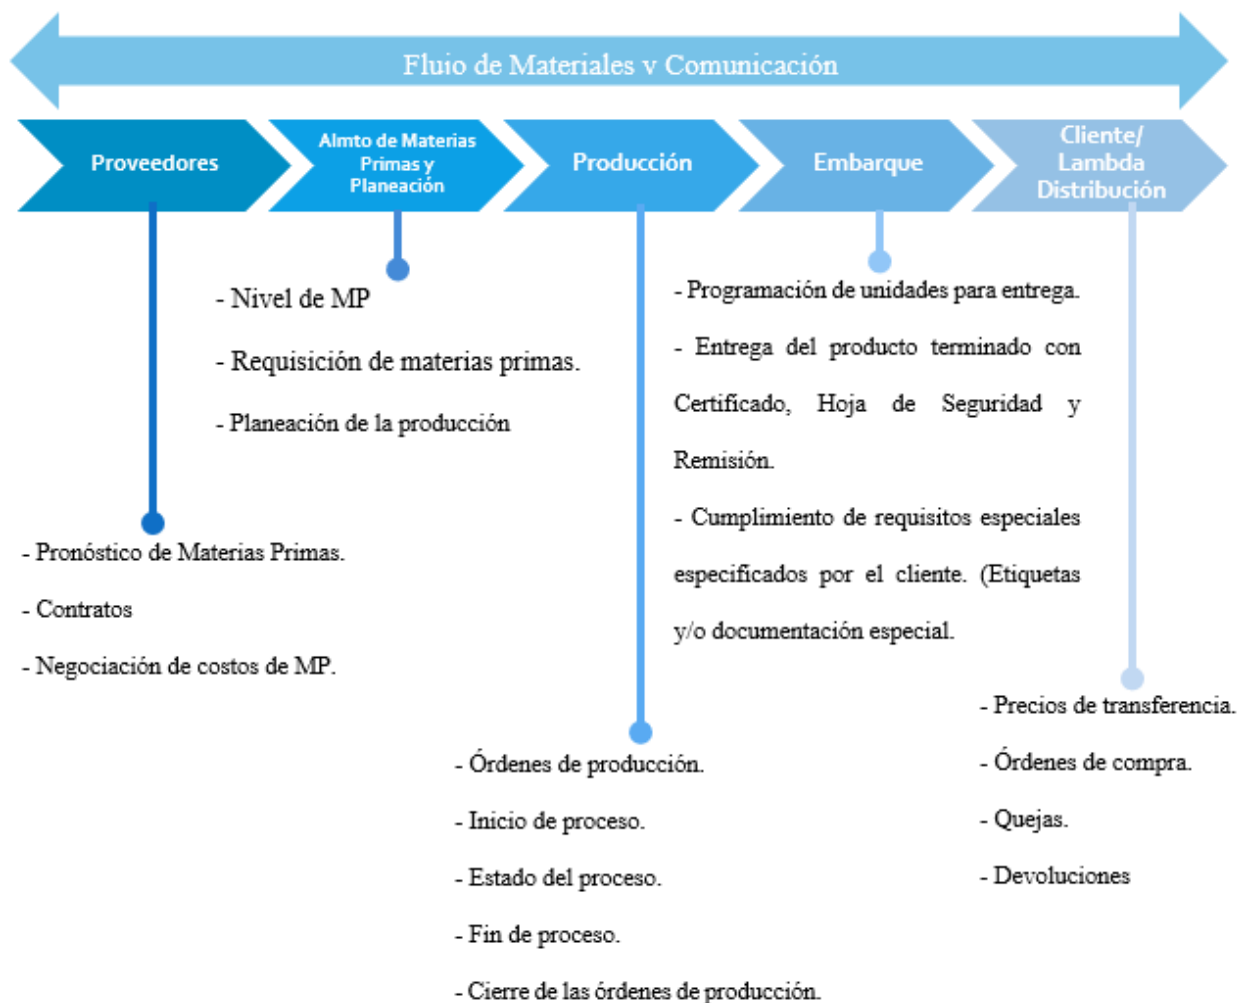 Flujo de Materiales y Comunicación
Proveedores
Almto de Materias
Primas y
Planeación
Producción
Embarque
Cliente/
Lambda
Distribución
- Nivel de MP
- Requisición de materias primas.
- Planeación de la producción
- Programación de unidades para entrega.
- Entrega del producto terminado con
Certificado, Hoja de Seguridad y
Remisión.
- Cumplimiento de requisitos especiales
especificados por el cliente. (Etiquetas
y/o documentación especial.
- Pronóstico de Materias Primas.
- Contratos
- Negociación de costos de MP.
- Órdenes de producción.
- Inicio de proceso.
- Estado del proceso.
- Fin de proceso.
- Cierre de las órdenes de producción.
- Precios de transferencia.
- Órdenes de compra.
- Quejas.
- Devoluciones